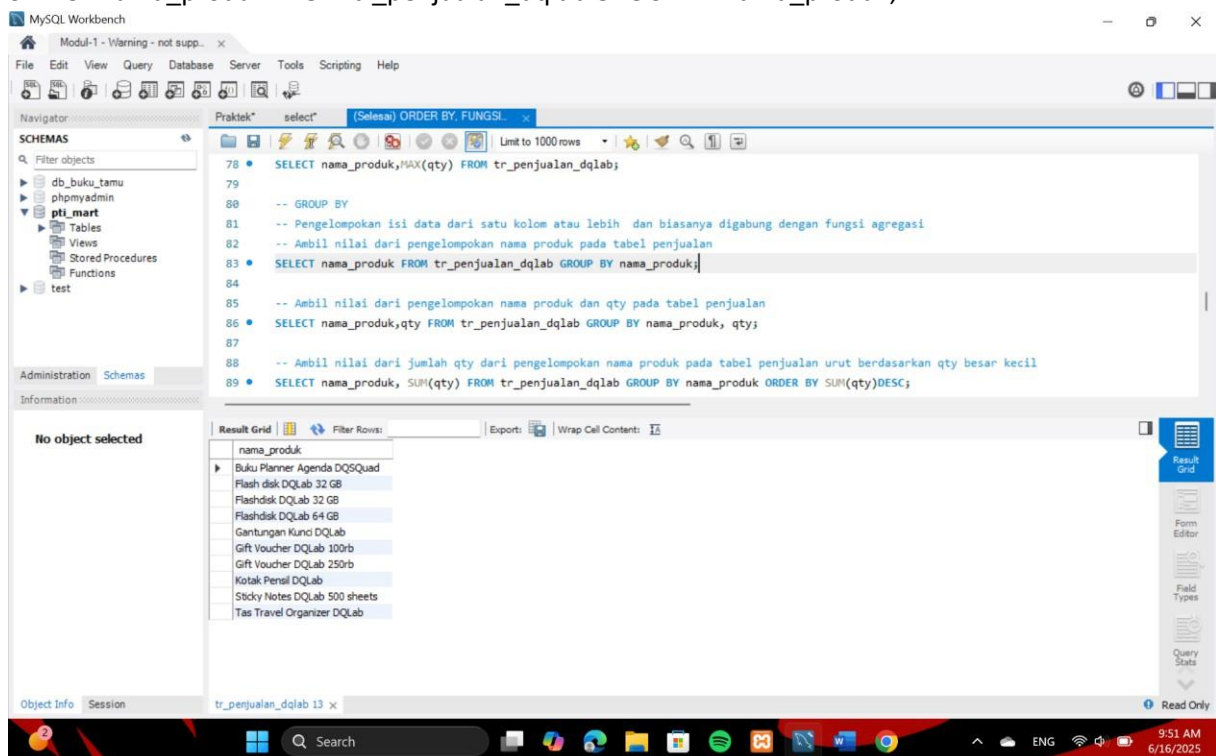 MySQL Workbench
Modul-1 - Warning - not supp..
File Edit View Query Database Server Tools Scripting Help
Navigator
Praktek* select* (Selesai) ORDER BY, FUNGSI..
SCHEMAS
Limit to 1000 rows
Filter objects
db_buku_tamu
phpmyadmin
pti_mart
Tables
Views
Stored Procedures
Functions
test
78 SELECT nama_produk,MAX(qty) FROM tr_penjualan_dqlab;
79
80 -- GROUP BY
81 -- Pengelompokan isi data dari satu kolom atau lebih dan biasanya digabung dengan fungsi agregasi
82 -- Ambil nilai dari pengelompokan nama produk pada tabel penjualan
83 SELECT nama_produk FROM tr_penjualan_dqlab GROUP BY nama_produk;
84
85 -- Ambil nilai dari pengelompokan nama produk dan qty pada tabel penjualan
86 SELECT nama_produk,qty FROM tr_penjualan_dqlab GROUP BY nama_produk, qty;
87
88 -- Ambil nilai dari jumlah qty dari pengelompokan nama produk pada tabel penjualan urut berdasarkan qty besar kecil
89 SELECT nama_produk, SUM(qty) FROM tr_penjualan_dqlab GROUP BY nama_produk ORDER BY SUM(qty)DESC;
Administration Schemas
Information
No object selected
Result Grid Filter Rows: Export: Wrap Cell Content:
nama_produk
Buku Planner Agenda DQSQuad
Flash disk DQLab 32 GB
Flashdisk DQLab 32 GB
Flashdisk DQLab 64 GB
Gantungan Kunci DQLab
Gift Voucher DQLab 100rb
Gift Voucher DQLab 250rb
Kotak Pensil DQLab
Sticky Notes DQLab 500 sheets
Tas Travel Organizer DQLab
Result
Grid
Form
Editor
Field
Types
Query
Stats
Object Info Session
tr_penjualan_dqlab 13
Read Only
2
Search
ENG
9:51 AM
6/16/2025